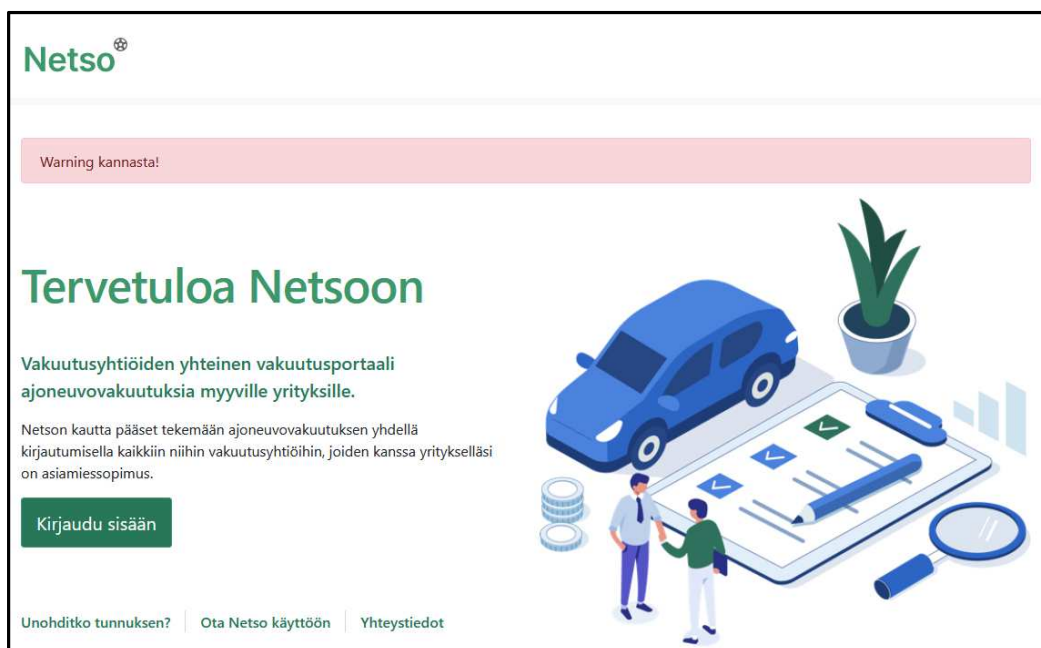 Netso
Warning kannasta!
Tervetuloa Netsoon
Vakuutusyhtiöiden yhteinen vakuutusportaali
ajoneuvovakuutuksia myyville yrityksille.
Netson kautta pääset tekemään ajoneuvovakuutuksen yhdellä
kirjautumisella kaikkiin niihin vakuutusyhtiöihin, joiden kanssa yritykselläsi
on asiamiessopimus.
Kirjaudu sisään
Unohditko tunnuksen? Ota Netso käyttöön Yhteystiedot